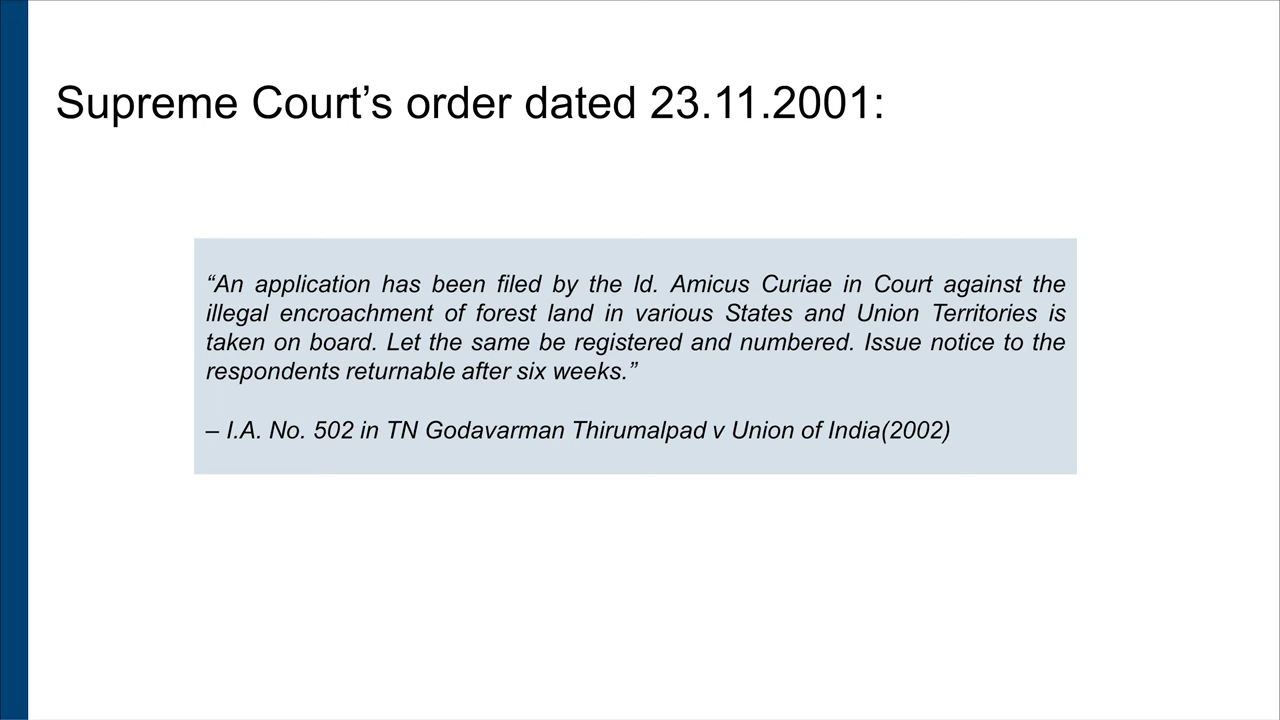 Supreme Court’s order dated 23.11.2001:
“An application has been filed by the ld. Amicus Curiae in Court against the
illegal encroachment of forest land in various States and Union Territories is
taken on board. Let the same be registered and numbered. Issue notice to the
respondents returnable after six weeks.”
– I.A. No. 502 in TN Godavarman Thirumalpad v Union of India(2002)